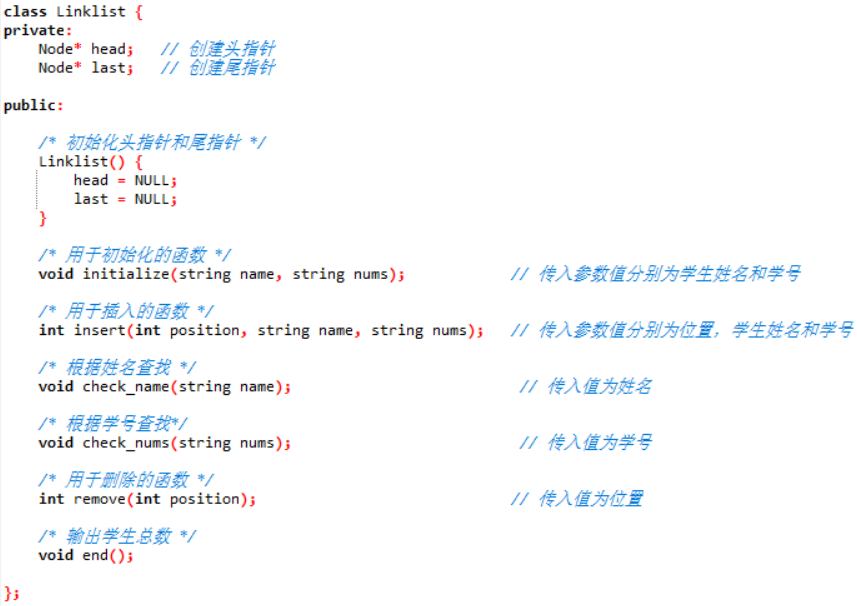 class Linklist {
private:
    Node* head;   // 创建头指针
    Node* last;   // 创建尾指针
public:
    /* 初始化头指针和尾指针 */
    Linklist() {
        head = NULL;
        last = NULL;
    }
    /* 用于初始化的函数 */
    void initialize(string name, string nums);            // 传入参数值分别为学生姓名和学号
    /* 用于插入的函数 */
    int insert(int position, string name, string nums);   // 传入参数值分别为位置，学生姓名和学号
    /* 根据姓名查找 */
    void check_name(string name);                          // 传入值为姓名
    /* 根据学号查找*/
    void check_nums(string nums);                          // 传入值为学号
    /* 用于删除的函数 */
    int remove(int position);                             // 传入值为位置
    /* 输出学生总数 */
    void end();
};